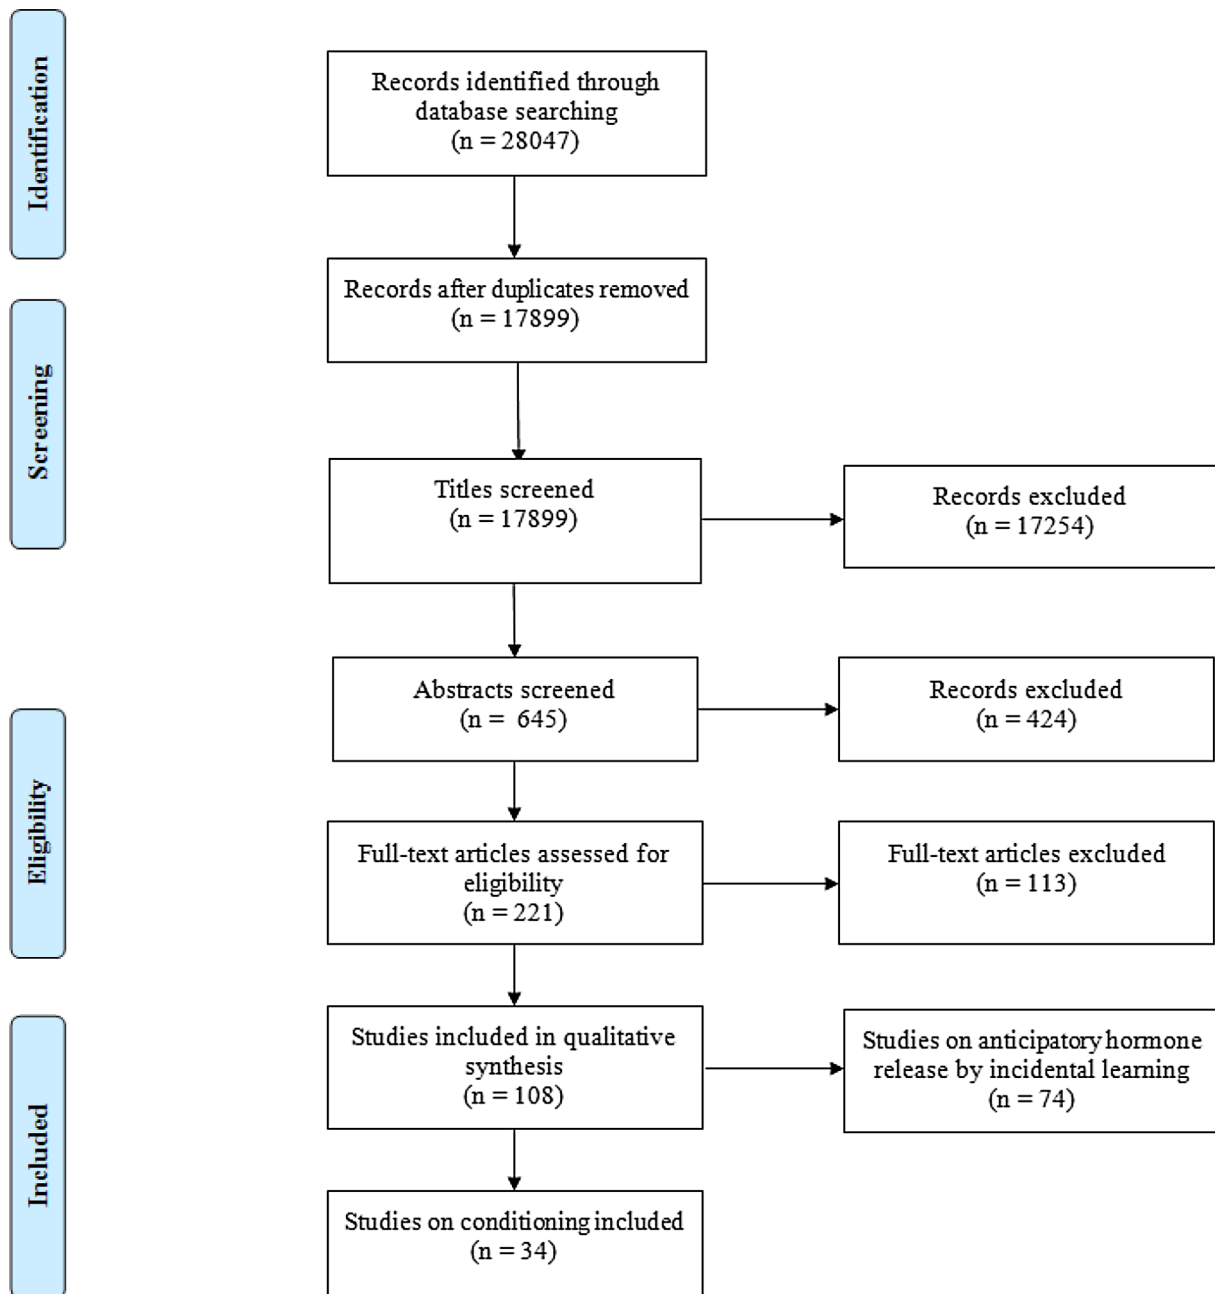 Identification
Records identified through
database searching
(n = 28047)
Records after duplicates removed
(n = 17899)
Screening
Titles screened
(n = 17899)
Records excluded
(n = 17254)
Abstracts screened
(n =  645)
Records excluded
(n = 424)
Eligibility
Full-text articles assessed for
eligibility
(n = 221)
Full-text articles excluded
(n = 113)
Included
Studies included in qualitative
synthesis
(n = 108)
Studies on anticipatory hormone
release by incidental learning
(n = 74)
Studies on conditioning included
(n = 34)